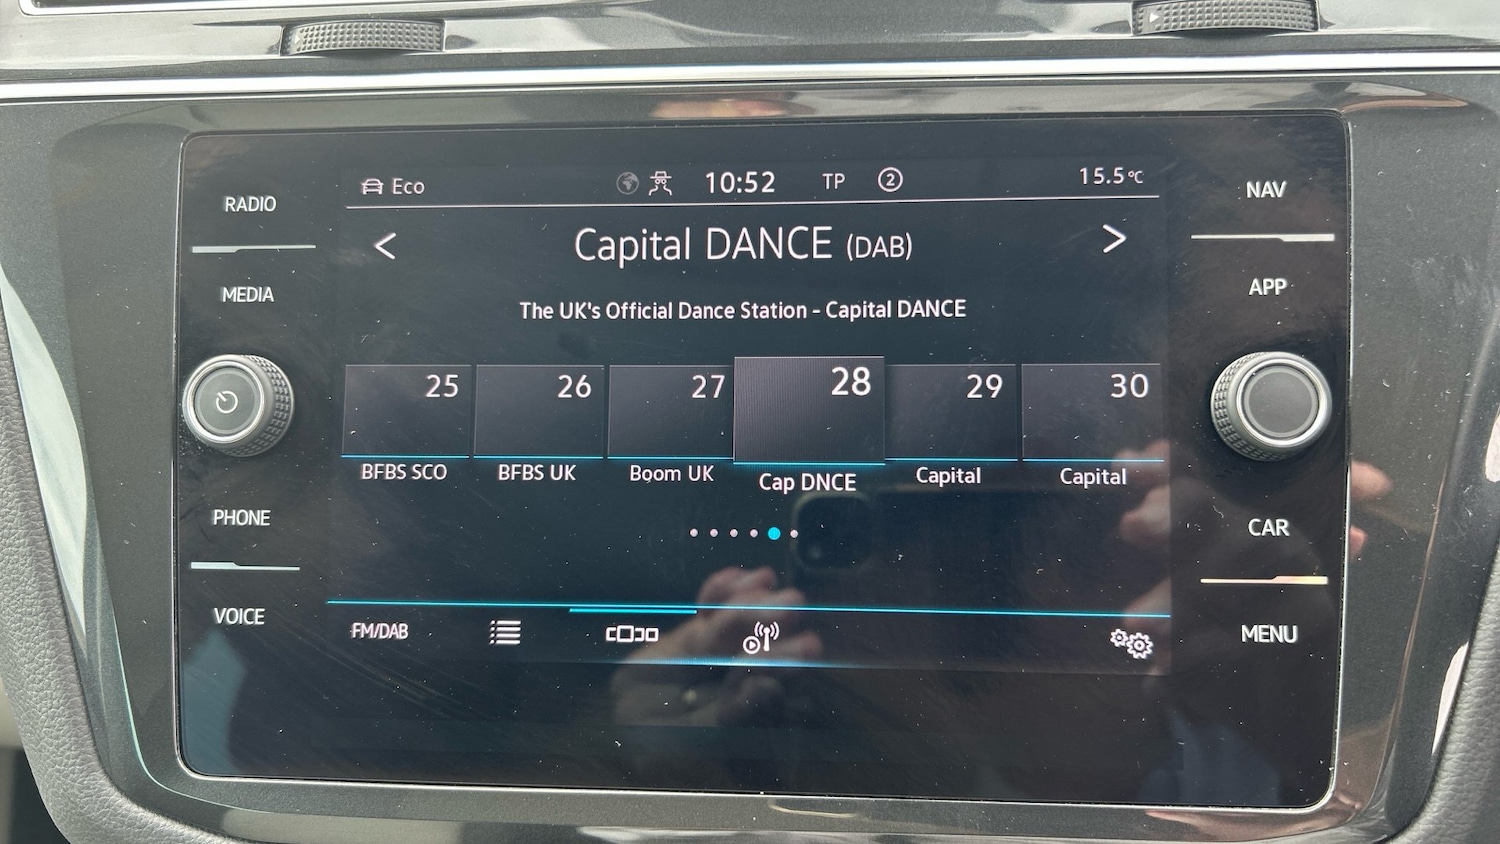 RADIO
MEDIA
PHONE
VOICE
Eco 10:52 TP 2 15.5°C
< Capital DANCE (DAB) >
The UK's Official Dance Station - Capital DANCE
25 26 27 28 29 30
BFBS SCO BFBS UK Boom UK Cap DNCE Capital Capital
FM/DAB
NAV
APP
CAR
MENU